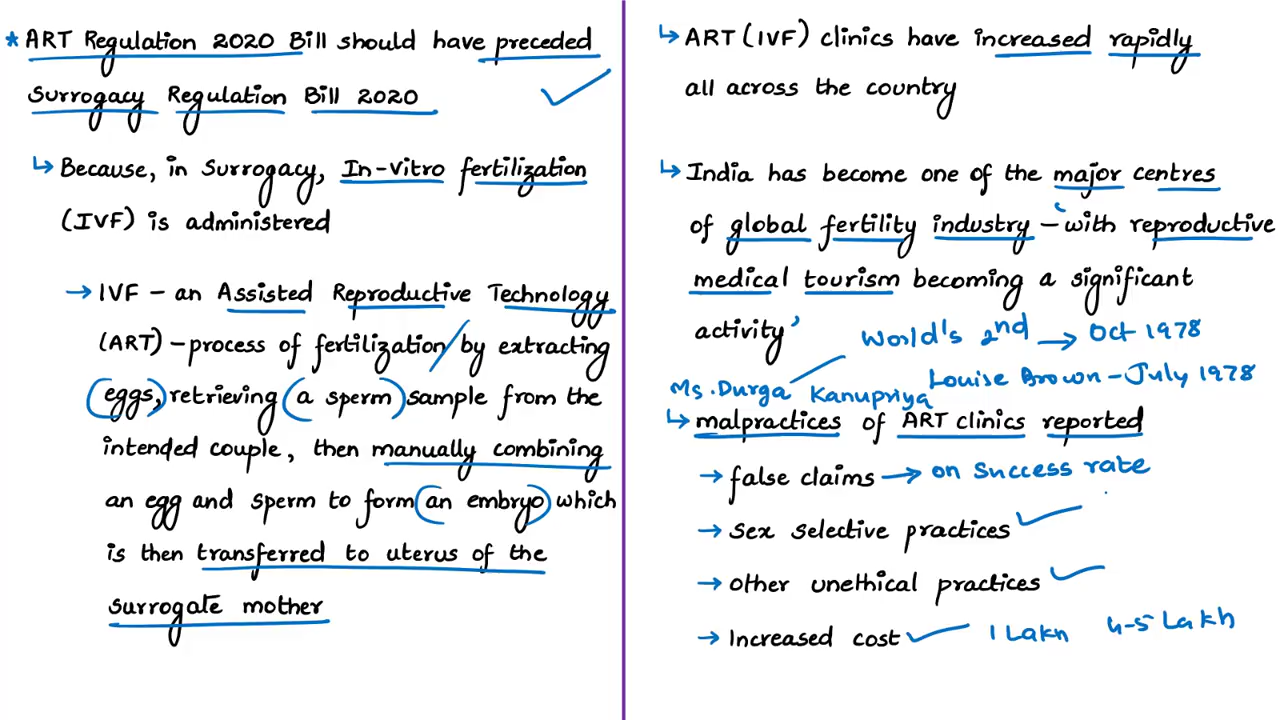 * ART Regulation 2020 Bill should have preceded
Surrogacy Regulation Bill 2020
↳ Because, in Surrogacy, In-Vitro fertilization
(IVF) is administered
→ IVF – an Assisted Reproductive Technology
(ART) – process of fertilization by extracting
eggs, retrieving a sperm sample from the
intended couple, then manually combining
an egg and sperm to form an embryo which
is then transferred to uterus of the
surrogate mother
↳ ART (IVF) clinics have increased rapidly
all across the country
↳ India has become one of the major centres
of global fertility industry – ‘with reproductive
medical tourism becoming a significant
activity’
World's 2nd → Oct 1978
Louise Brown – July 1978
Ms. Durga Kanupriya
↳ malpractices of ART clinics reported
→ false claims → on Success rate
→ sex selective practices
→ other unethical practices
→ Increased cost 1 Lakh 4-5 Lakh